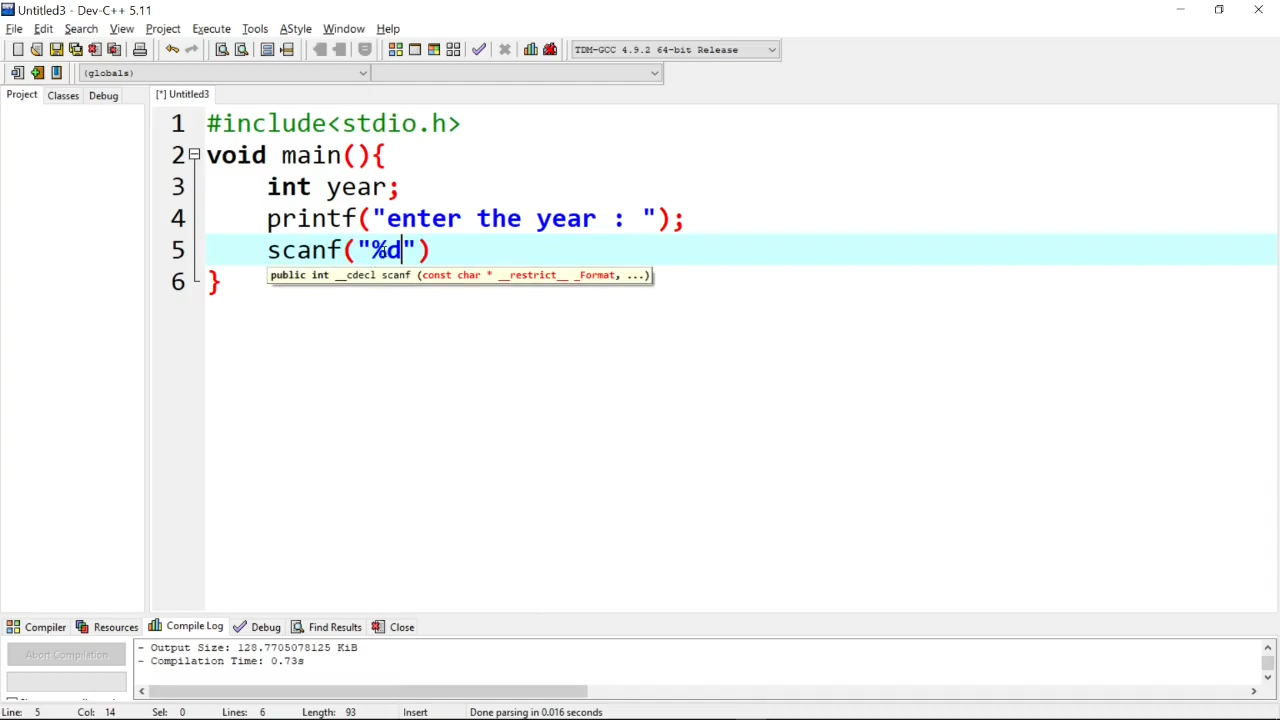 Untitled3 - Dev-C++ 5.11
File Edit Search View Project Execute Tools AStyle Window Help
TDM-GCC 4.9.2 64-bit Release
(globals)
Project Classes Debug [*] Untitled3
1 #include<stdio.h>
2 void main(){
3 int year;
4 printf("enter the year : ");
5 scanf("%d")
public int __cdecl scanf (const char * __restrict__ _Format, ...)
6 }
Compiler Resources Compile Log Debug Find Results Close
Abort Compilation
- Output Size: 128.7705078125 KiB
- Compilation Time: 0.73s
Line: 5 Col: 14 Sel: 0 Lines: 6 Length: 93 Insert Done parsing in 0.016 seconds